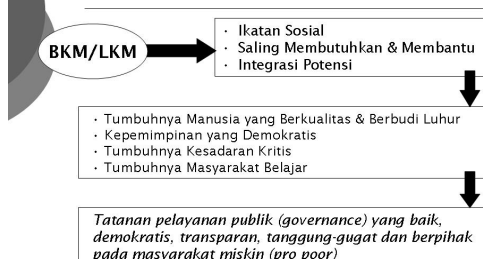 BKM/LKM
· Ikatan Sosial
· Saling Membutuhkan & Membantu
· Integrasi Potensi
· Tumbuhnya Manusia yang Berkualitas & Berbudi Luhur
· Kepemimpinan yang Demokratis
· Tumbuhnya Kesadaran Kritis
· Tumbuhnya Masyarakat Belajar
Tatanan pelayanan publik (governance) yang baik,
demokratis, transparan, tanggung-gugat dan berpihak
pada masyarakat miskin (pro poor)